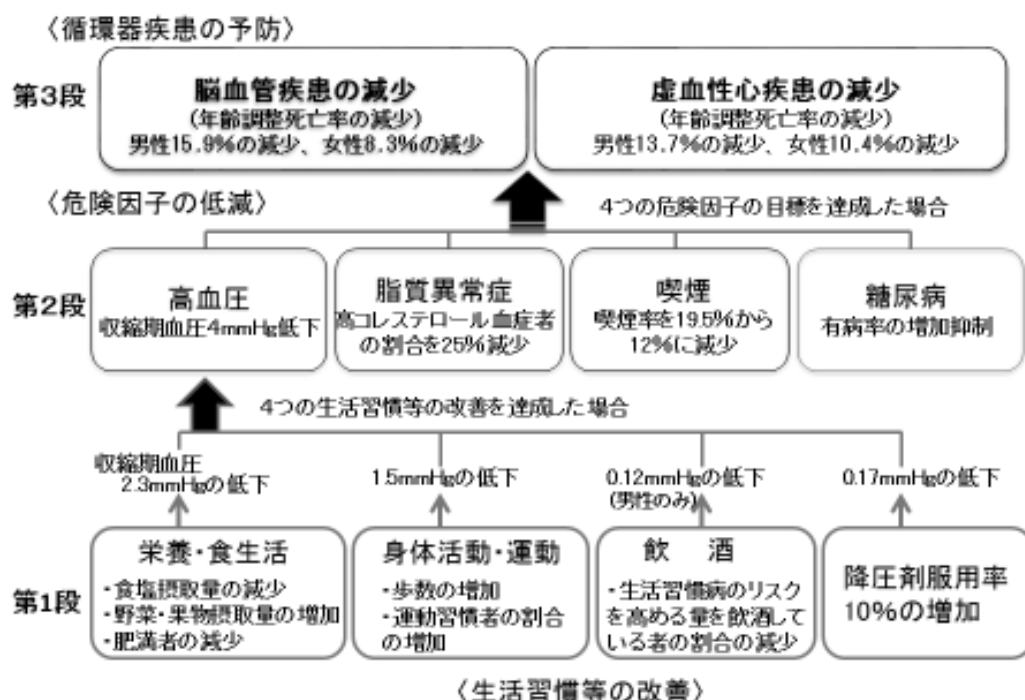 〈循環器疾患の予防〉
第3段
脳血管疾患の減少
(年齢調整死亡率の減少)
男性15.9%の減少、女性8.3%の減少
虚血性心疾患の減少
(年齢調整死亡率の減少)
男性13.7%の減少、女性10.4%の減少
〈危険因子の低減〉
4つの危険因子の目標を達成した場合
第2段
高血圧
収縮期血圧4mmHg低下
脂質異常症
高コレステロール血症者
の割合を25%減少
喫煙
喫煙率を19.5%から
12%に減少
糖尿病
有病率の増加抑制
4つの生活習慣等の改善を達成した場合
収縮期血圧
2.3mmHgの低下
1.5mmHgの低下
0.12mmHgの低下
(男性のみ)
0.17mmHgの低下
第1段
栄養・食生活
・食塩摂取量の減少
・野菜・果物摂取量の増加
・肥満者の減少
身体活動・運動
・歩数の増加
・運動習慣者の割合
の増加
飲 酒
・生活習慣病のリスク
を高める量を飲酒して
いる者の割合の減少
降圧剤服用率
10%の増加
〈生活習慣等の改善〉